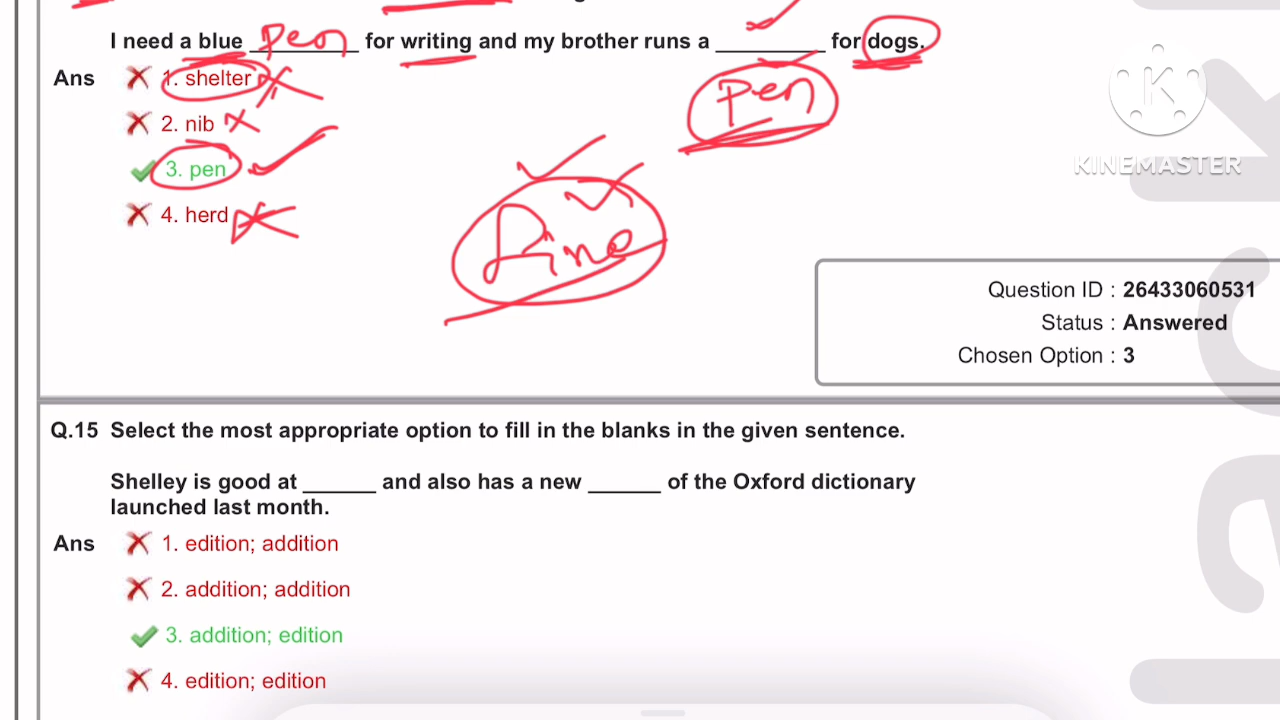 I need a blue pen for writing and my brother runs a ________ for dogs.
pen
Ans 1. shelter
2. nib
3. pen
4. herd
K
KINEMASTER
Question ID : 26433060531
Status : Answered
Chosen Option : 3
Q.15 Select the most appropriate option to fill in the blanks in the given sentence.
Shelley is good at ______ and also has a new ______ of the Oxford dictionary
launched last month.
Ans 1. edition; addition
2. addition; addition
3. addition; edition
4. edition; edition